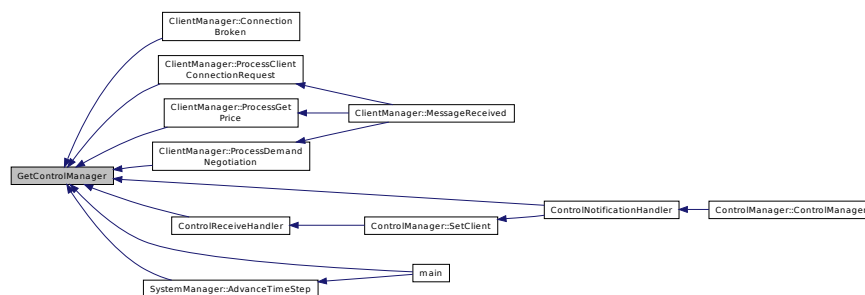 ClientManager::Connection
Broken
ClientManager::ProcessClient
ConnectionRequest
ClientManager::ProcessGet
Price
ClientManager::MessageReceived
ClientManager::ProcessDemand
Negotiation
GetControlManager
ControlNotificationHandler
ControlManager::ControlManager
ControlReceiveHandler
ControlManager::SetClient
main
SystemManager::AdvanceTimeStep